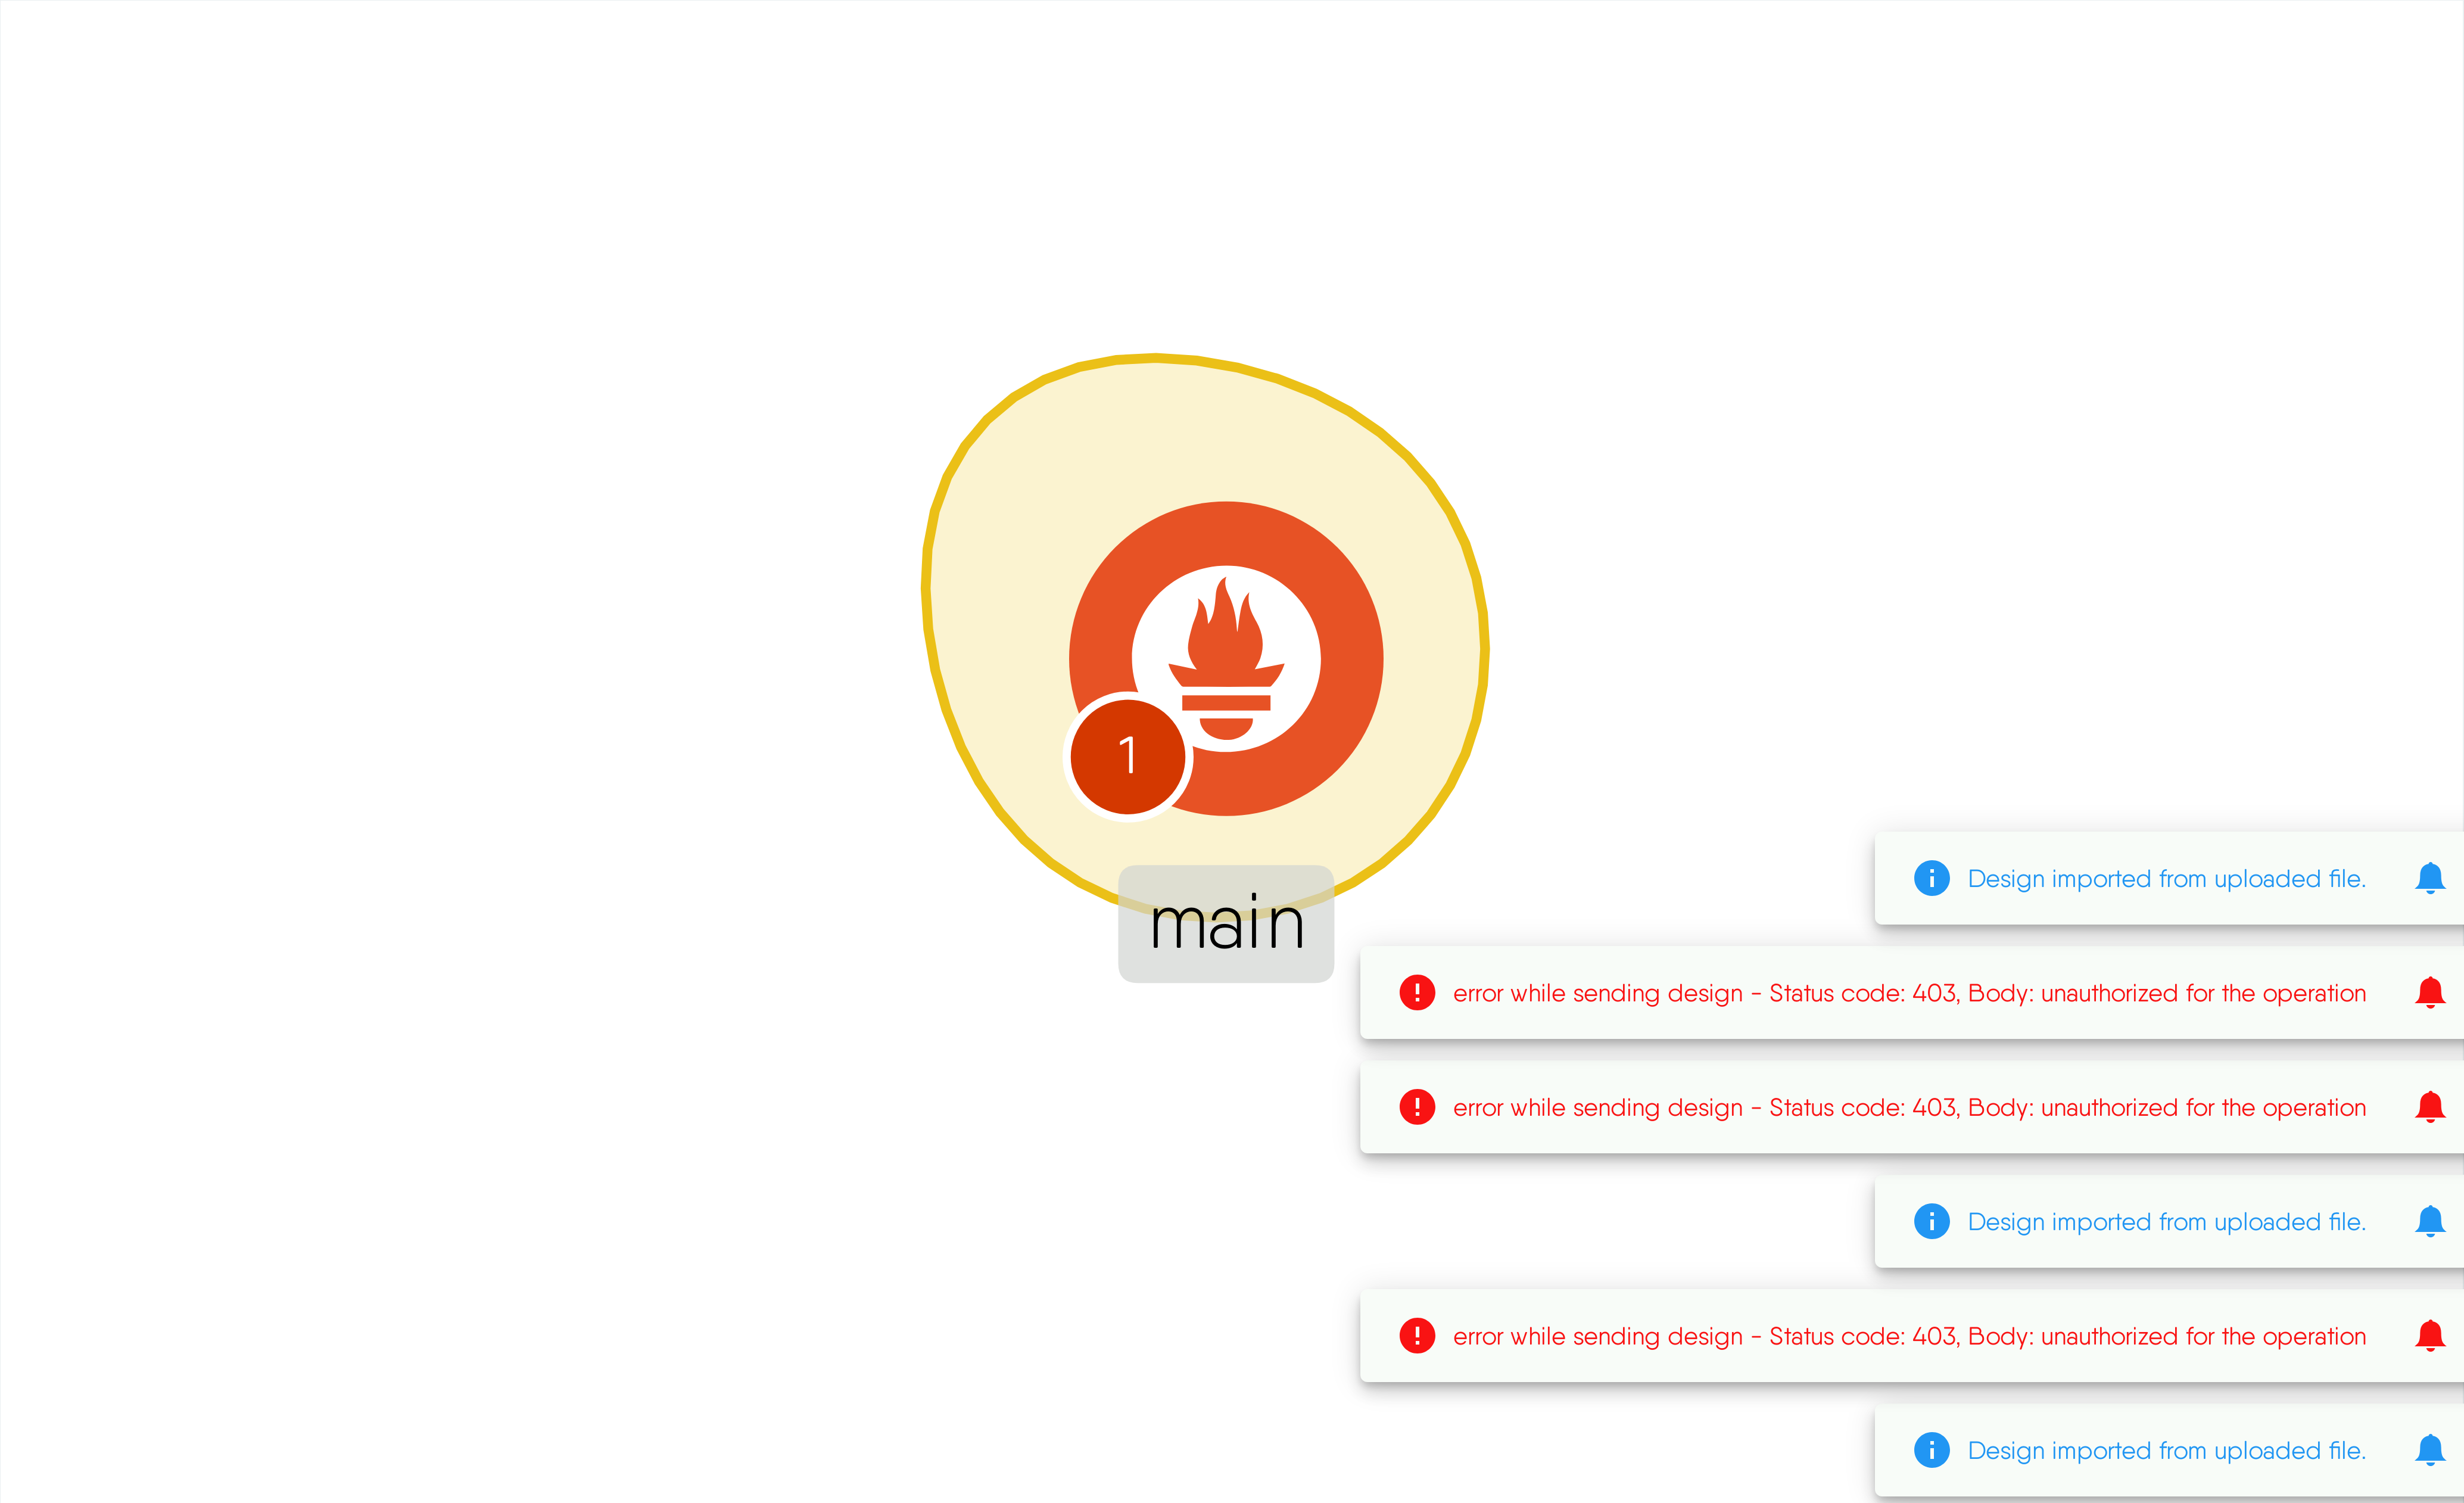 1
main
Design imported from uploaded file.
error while sending design - Status code: 403, Body: unauthorized for the operation
error while sending design - Status code: 403, Body: unauthorized for the operation
Design imported from uploaded file.
error while sending design - Status code: 403, Body: unauthorized for the operation
Design imported from uploaded file.